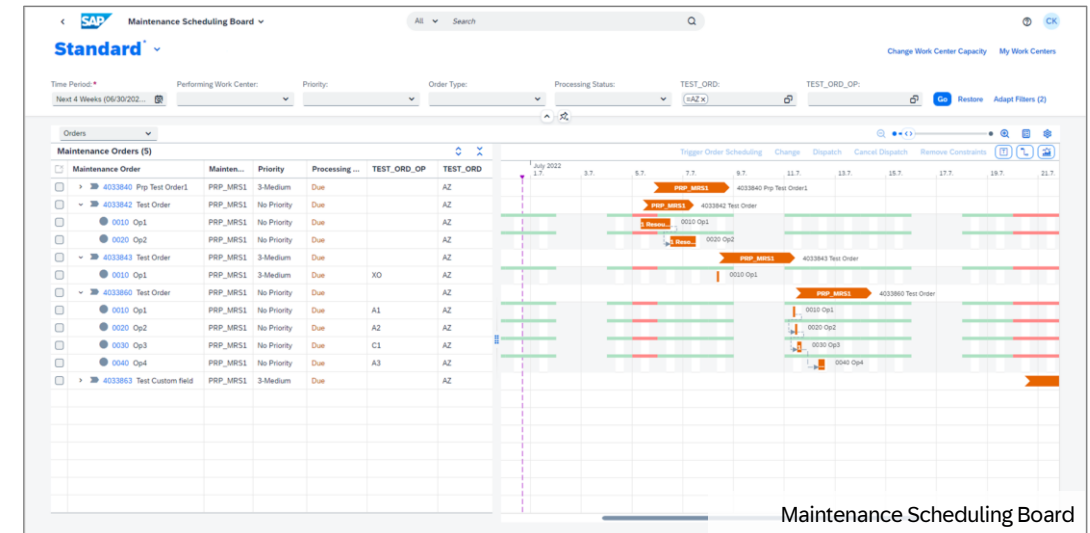 SAP Maintenance Scheduling Board All Search CK
Standard*
Change Work Center Capacity My Work Centers
Time Period:* Performing Work Center: Priority: Order Type: Processing Status: TEST_ORD: TEST_ORD_OP:
Next 4 Weeks (06/30/202... =AZ x Go Restore Adapt Filters (2)
Orders
Maintenance Orders (5) Trigger Order Scheduling Change Dispatch Cancel Dispatch Remove Constraints
Maintenance Order Mainten... Priority Processing ... TEST_ORD_OP TEST_ORD
July 2022
1.7. 3.7. 5.7. 7.7. 9.7. 11.7. 13.7. 15.7. 17.7. 19.7. 21.7.
4033840 Prp Test Order1 PRP_MRS1 3-Medium Due AZ PRP_MRS1 4033840 Prp Test Order1
4033842 Test Order PRP_MRS1 No Priority Due AZ PRP_MRS1 4033842 Test Order
0010 Op1 PRP_MRS1 No Priority Due AZ 1 Resou... 0010 Op1
0020 Op2 PRP_MRS1 No Priority Due AZ 1 Reso... 0020 Op2
4033843 Test Order PRP_MRS1 3-Medium Due AZ PRP_MRS1 4033843 Test Order
0010 Op1 PRP_MRS1 3-Medium Due XO AZ 0010 Op1
4033860 Test Order PRP_MRS1 No Priority Due AZ PRP_MRS1 4033860 Test Order
0010 Op1 PRP_MRS1 No Priority Due A1 AZ 0010 Op1
0020 Op2 PRP_MRS1 No Priority Due A2 AZ 0020 Op2
0030 Op3 PRP_MRS1 No Priority Due C1 AZ 0030 Op3
0040 Op4 PRP_MRS1 No Priority Due A3 AZ 0040 Op4
4033863 Test Custom field PRP_MRS1 3-Medium Due AZ
Maintenance Scheduling Board